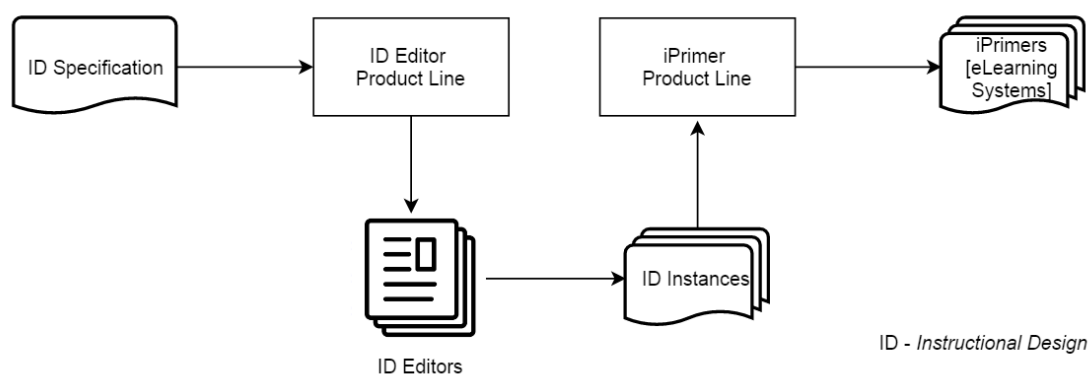 ID Specification
ID Editor
Product Line
iPrimer
Product Line
iPrimers
[eLearning
Systems]
ID Editors
ID Instances
ID - Instructional Design